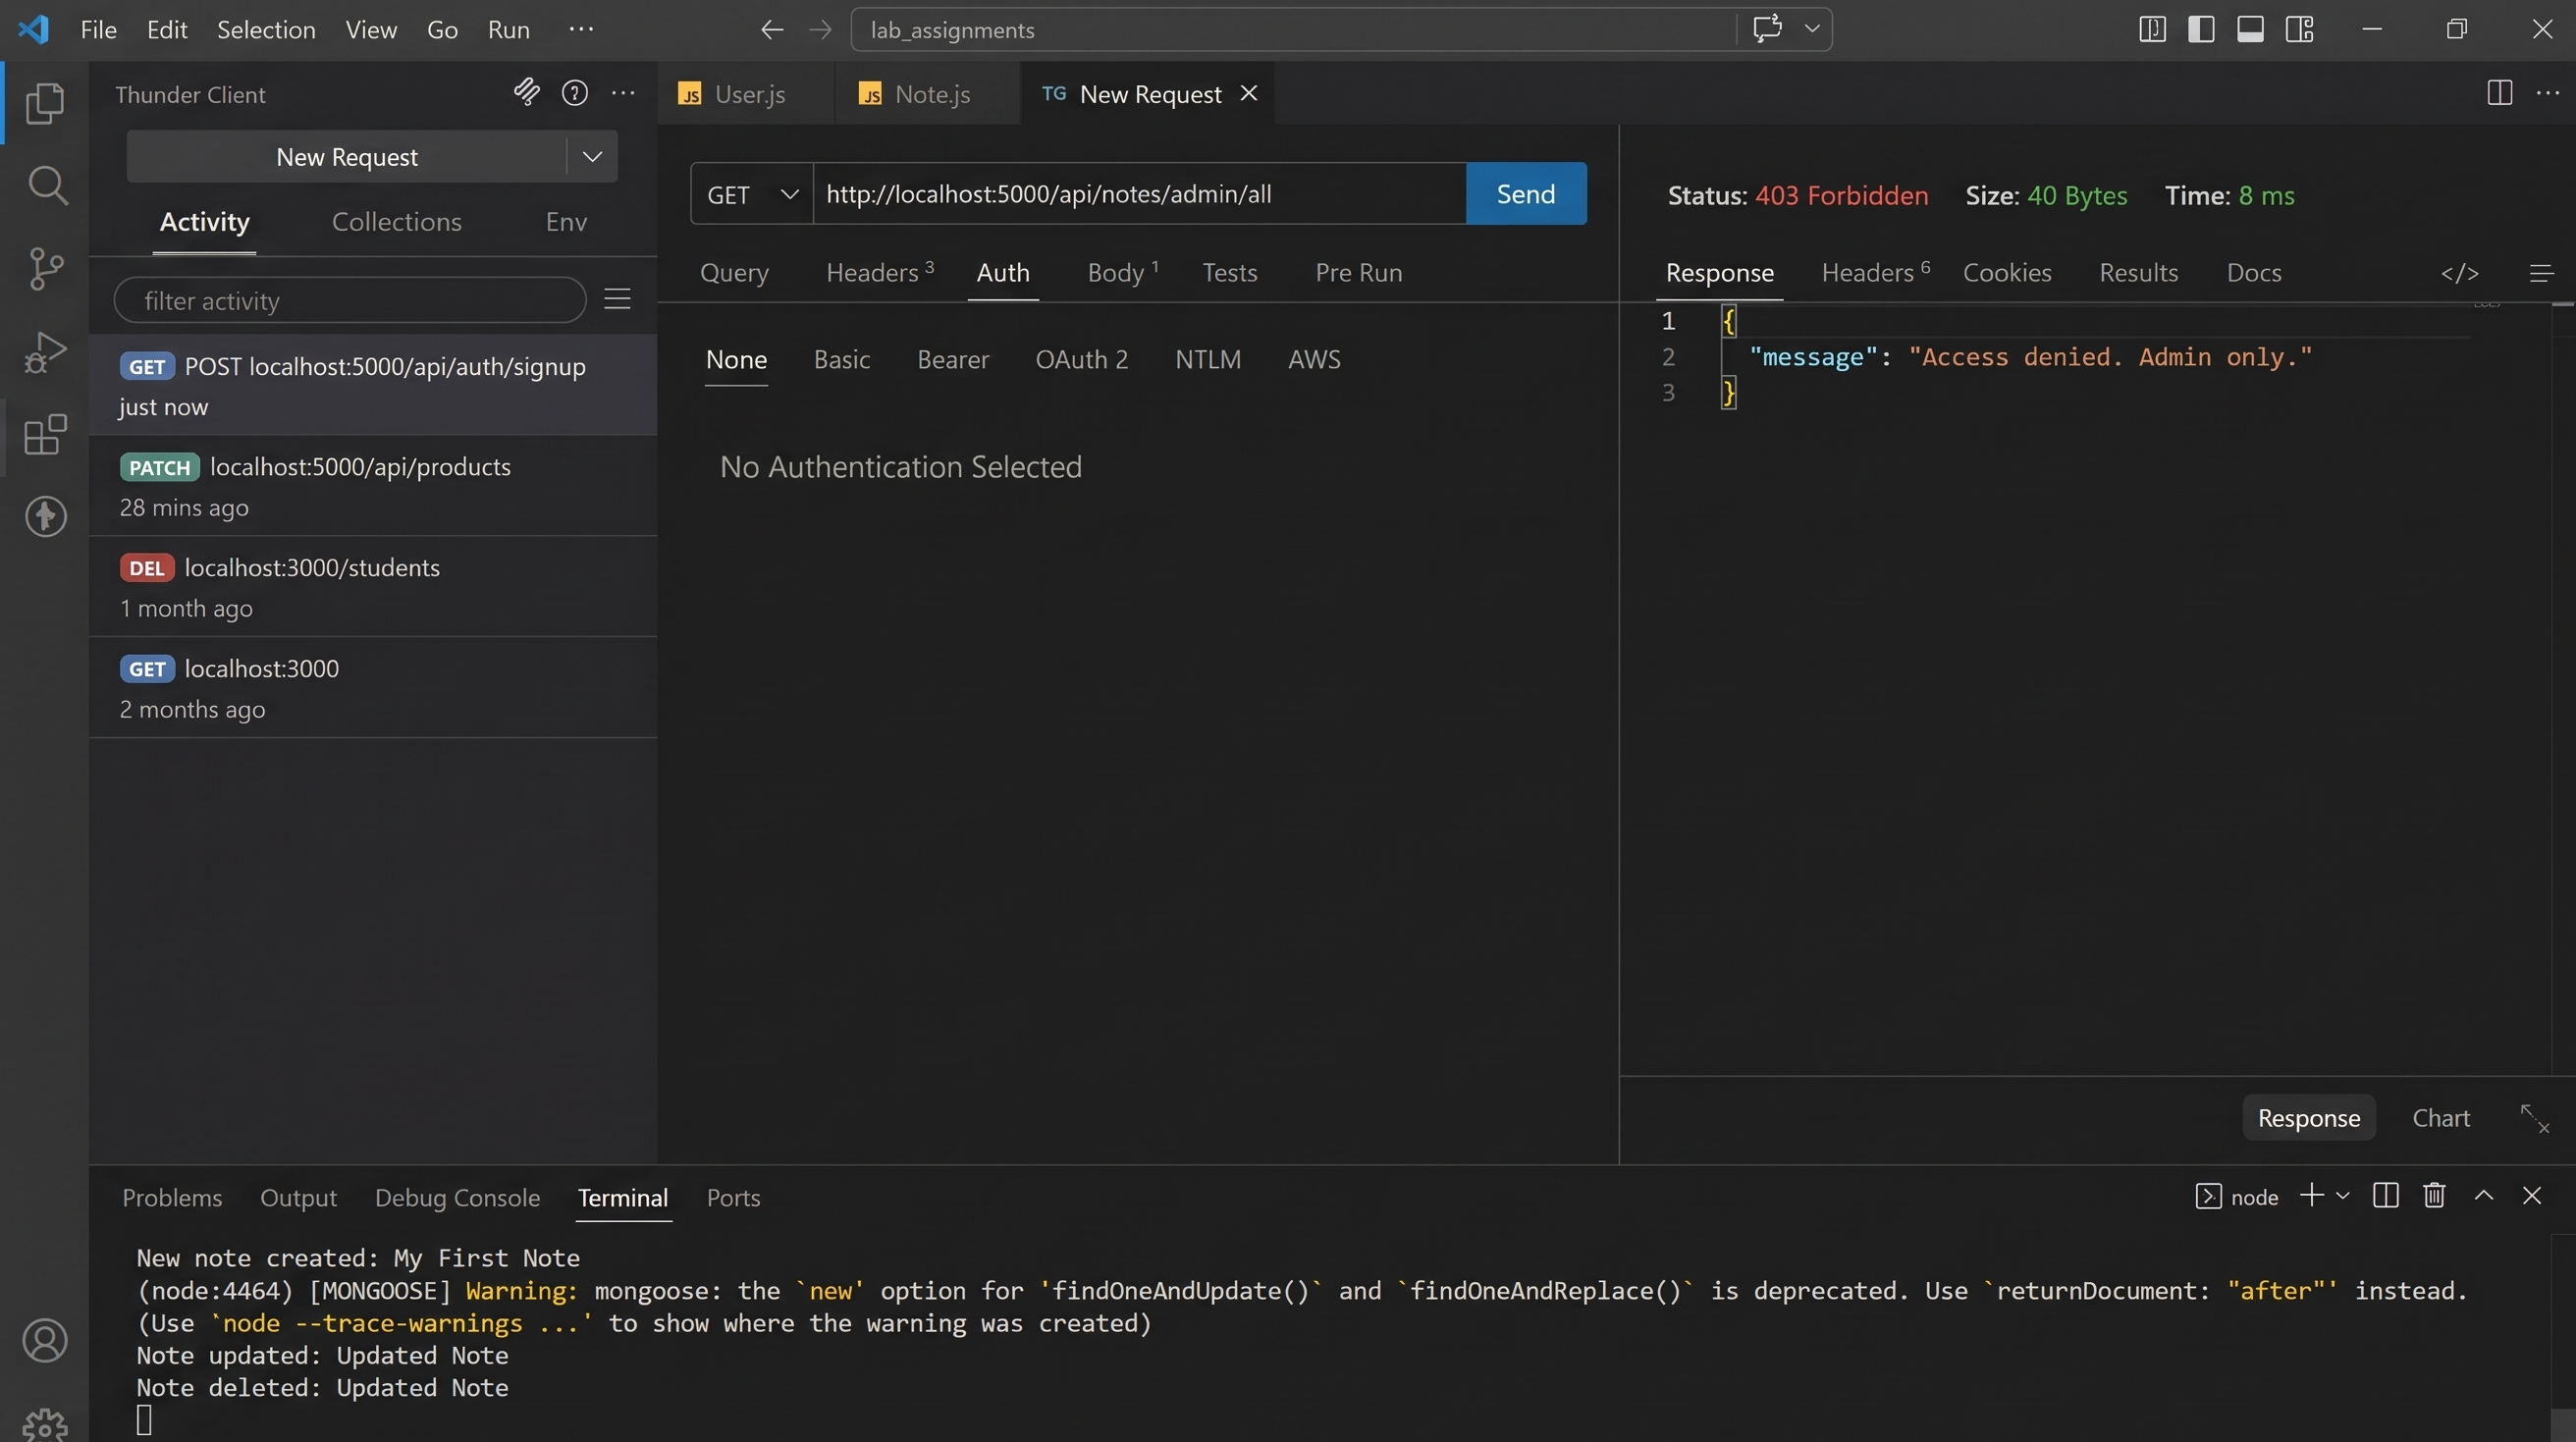 File Edit Selection View Go Run ...
lab_assignments
Thunder Client
New Request
Activity Collections Env
filter activity
GET POST localhost:5000/api/auth/signup
just now
PATCH localhost:5000/api/products
28 mins ago
DEL localhost:3000/students
1 month ago
GET localhost:3000
2 months ago
JS User.js JS Note.js TG New Request
GET http://localhost:5000/api/notes/admin/all Send
Query Headers 3 Auth Body 1 Tests Pre Run
None Basic Bearer OAuth 2 NTLM AWS
No Authentication Selected
Status: 403 Forbidden Size: 40 Bytes Time: 8 ms
Response Headers 6 Cookies Results Docs </>
1 {
2 "message": "Access denied. Admin only."
3 }
Response Chart
Problems Output Debug Console Terminal Ports
node
New note created: My First Note
(node:4464) [MONGOOSE] Warning: mongoose: the `new' option for 'findOneAndUpdate()` and `findOneAndReplace()` is deprecated. Use `returnDocument: "after"' instead.
(Use `node --trace-warnings ...' to show where the warning was created)
Note updated: Updated Note
Note deleted: Updated Note